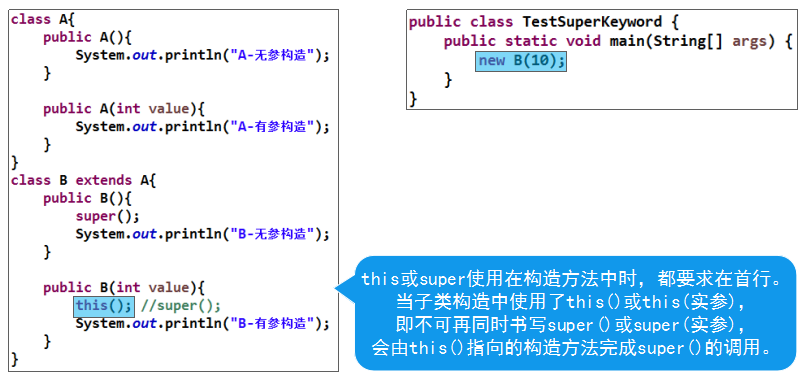 class A{
public A(){
System.out.println("A-无参构造");
}
public A(int value){
System.out.println("A-有参构造");
}
}
class B extends A{
public B(){
super();
System.out.println("B-无参构造");
}
public B(int value){
this(); //super();
System.out.println("B-有参构造");
}
}
public class TestSuperKeyword {
public static void main(String[] args) {
new B(10);
}
}
this或super使用在构造方法中时，都要求在首行。
当子类构造中使用了this()或this(实参)，
即不可再同时书写super()或super(实参)，
会由this()指向的构造方法完成super()的调用。